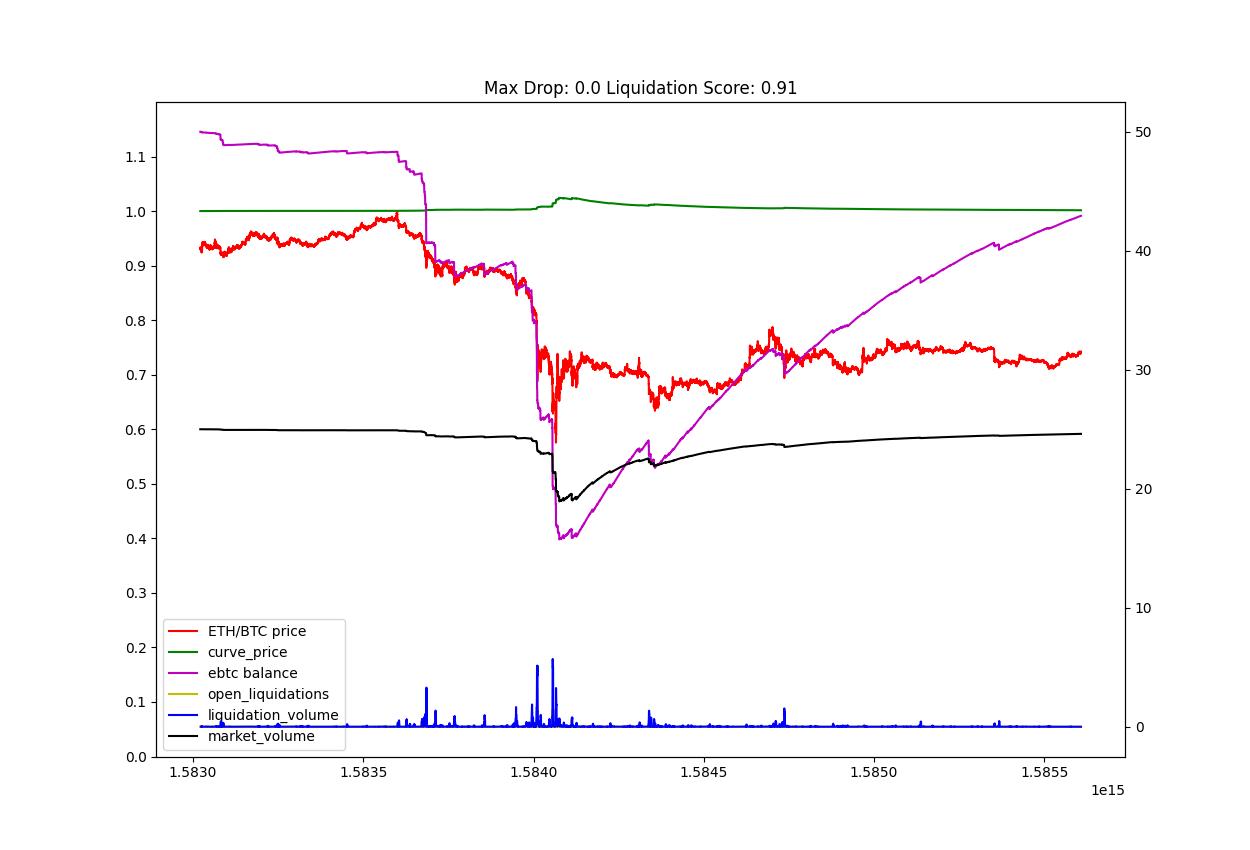 Max Drop: 0.0 Liquidation Score: 0.91
1.1
1.0
0.9
0.8
0.7
0.6
0.5
0.4
0.3
0.2
0.1
0.0
50
40
30
20
10
0
ETH/BTC price
curve_price
ebtc balance
open_liquidations
liquidation_volume
market_volume
1.5830 1.5835 1.5840 1.5845 1.5850 1.5855
1e15